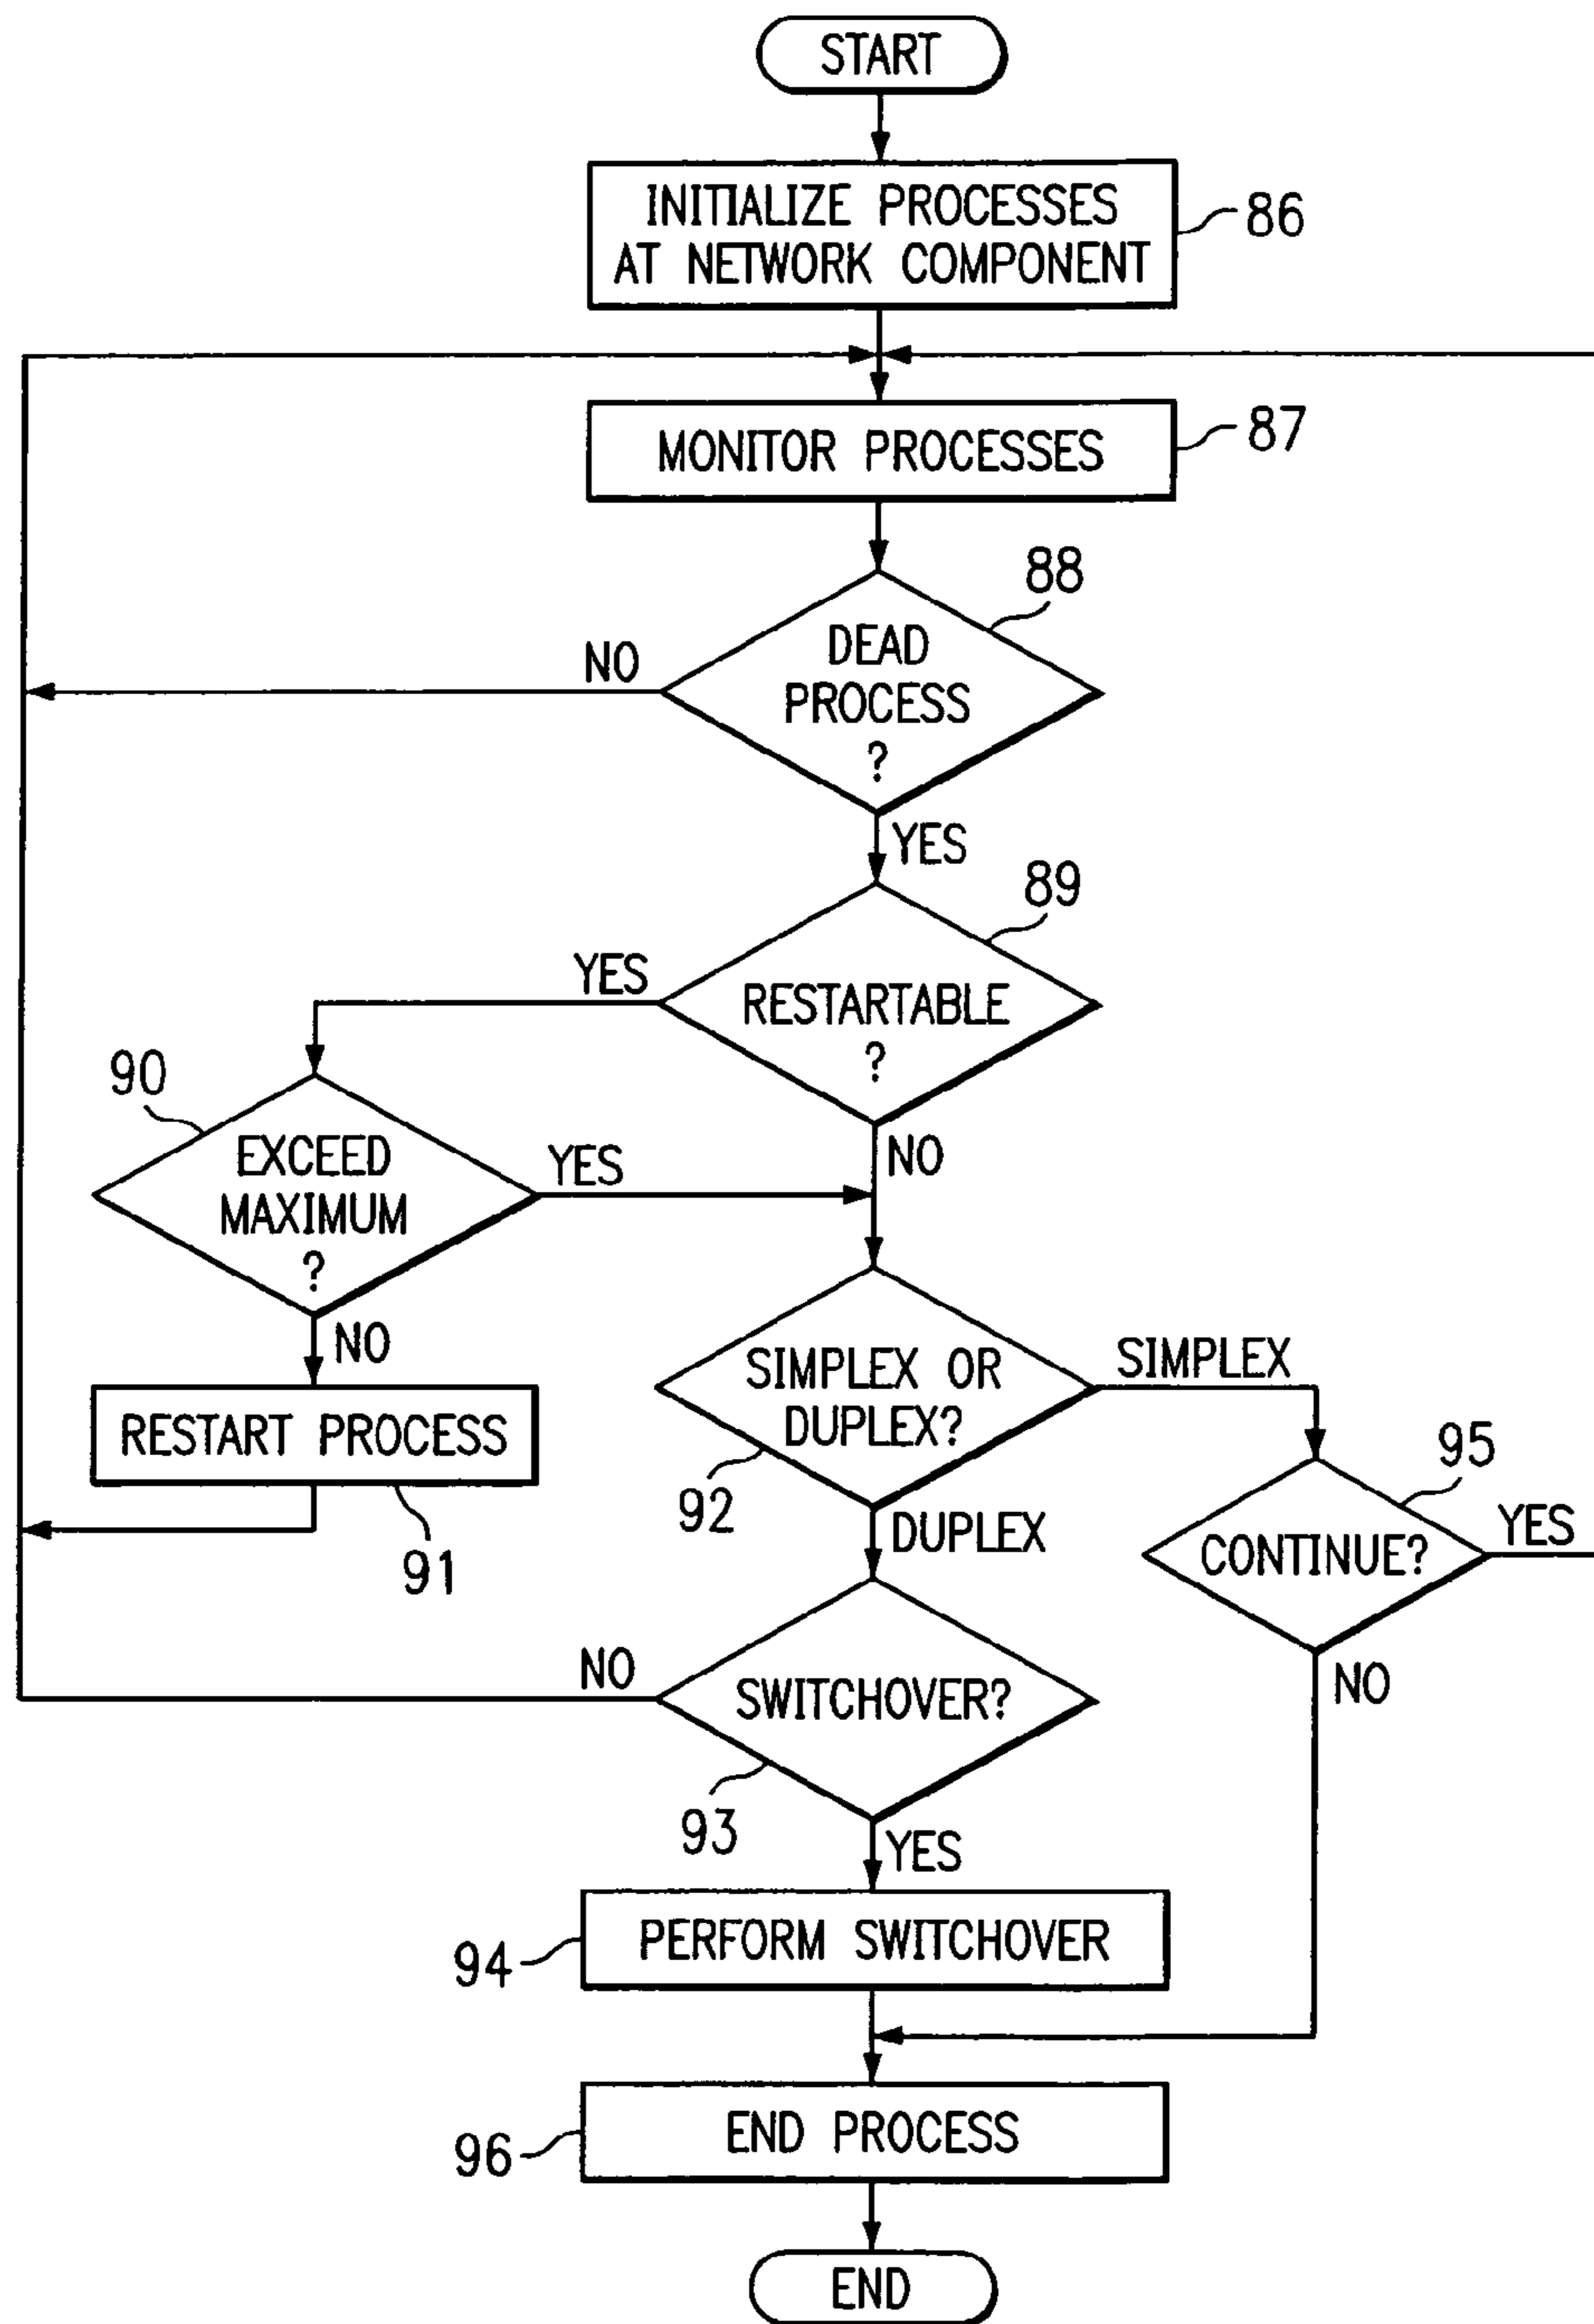 START
INITIALIZE PROCESSES
AT NETWORK COMPONENT
86
MONITOR PROCESSES
87
88
DEAD
PROCESS
?
NO
YES
89
RESTARTABLE
?
YES
NO
90
EXCEED
MAXIMUM
?
YES
NO
RESTART PROCESS
91
SIMPLEX OR
DUPLEX?
92
SIMPLEX
DUPLEX
95
CONTINUE?
YES
NO
SWITCHOVER?
93
NO
YES
PERFORM SWITCHOVER
94
END PROCESS
96
END